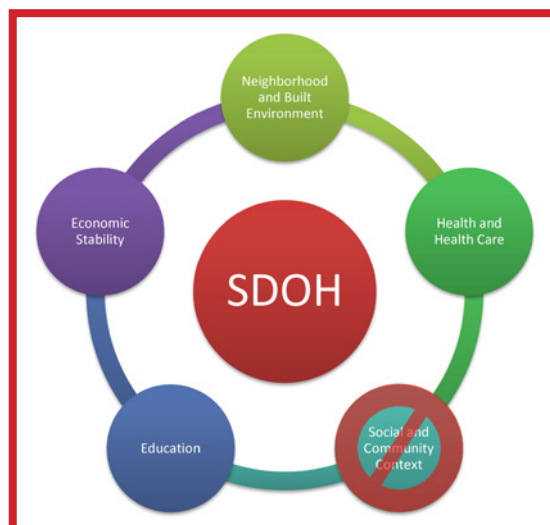 Neighborhood
and Built
Environment
Economic
Stability
Health and
Health Care
SDOH
Education
Social and
Community
Context